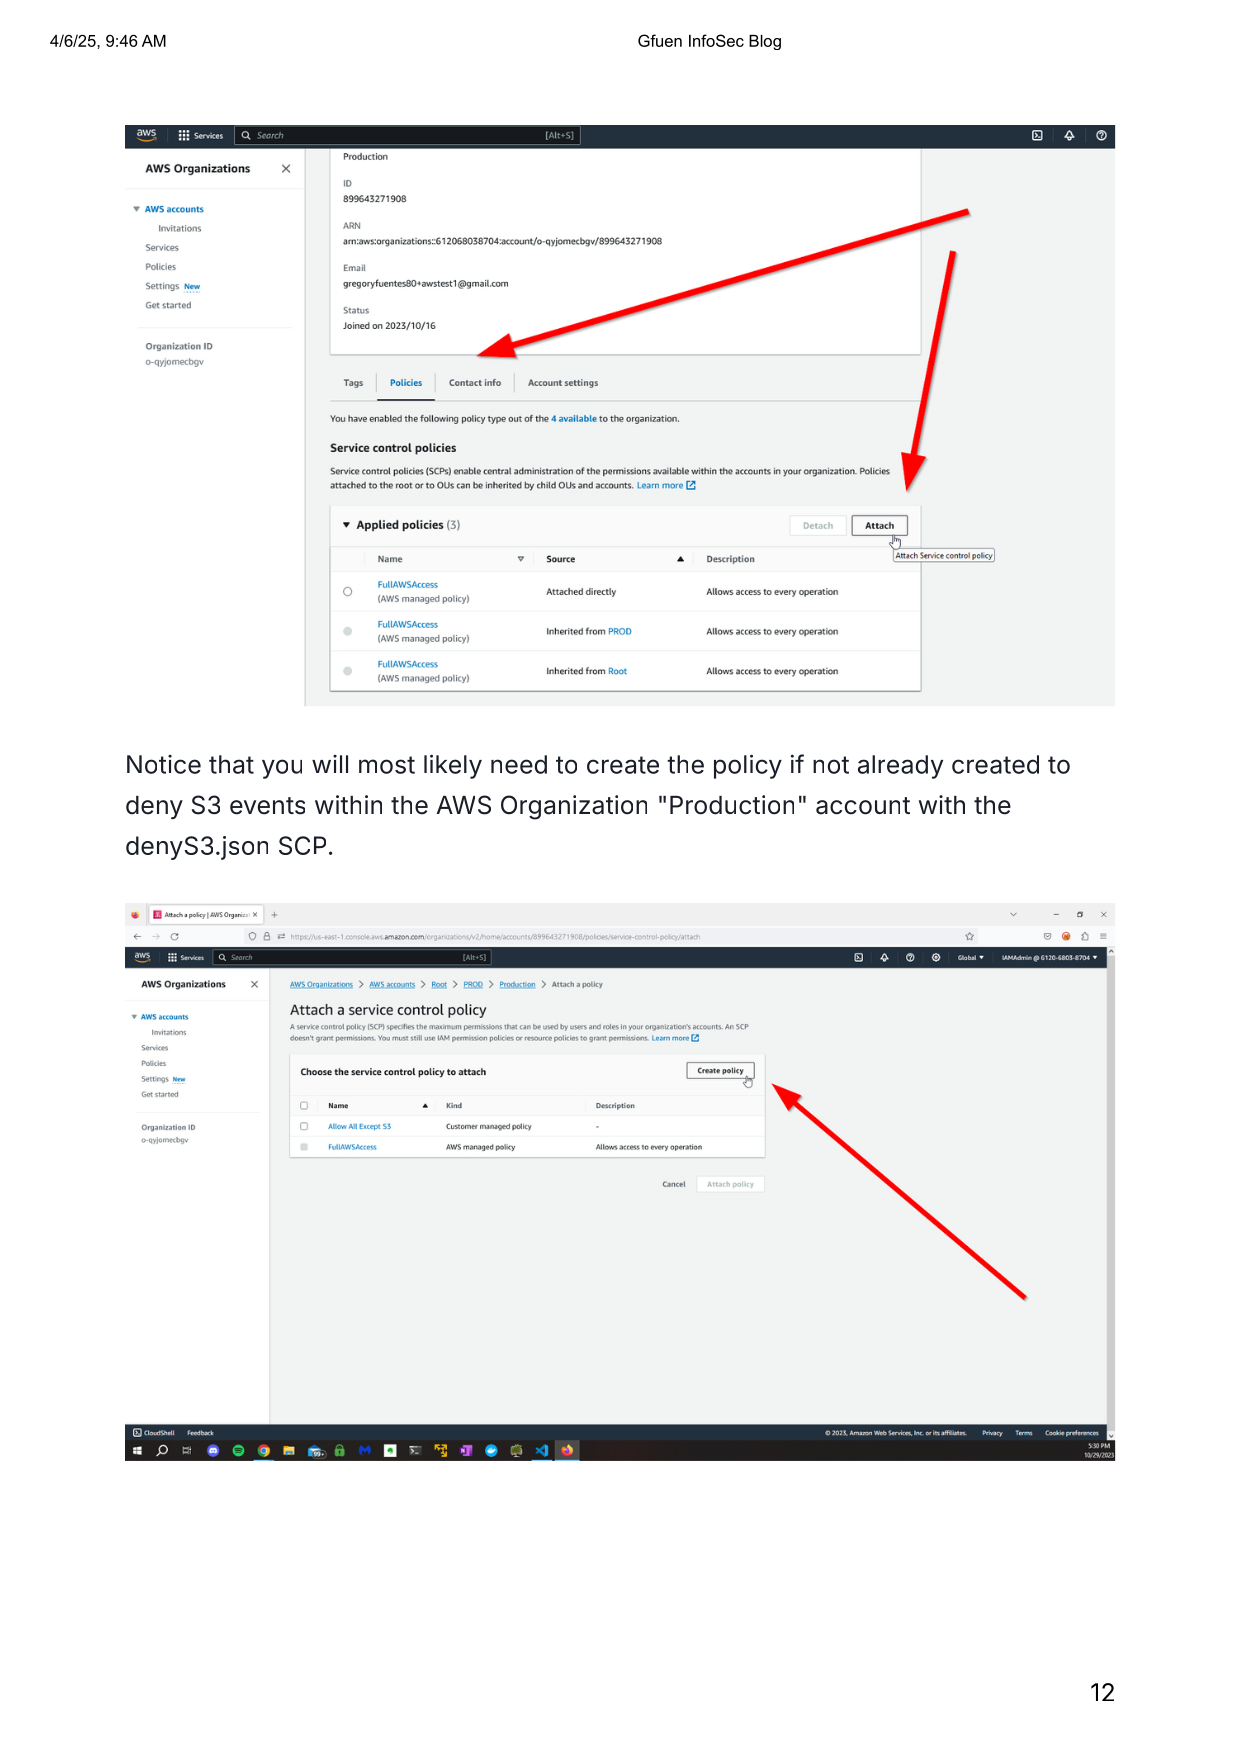 4/6/25, 9:46 AM
Gfuen InfoSec Blog
aws
Services
Search
[Alt+S]
AWS Organizations
AWS accounts
Invitations
Services
Policies
Settings New
Get started
Organization ID
o-qyjomecbgv
Production
ID
899643271908
ARN
arn:aws:organizations::612068038704:account/o-qyjomecbgv/899643271908
Email
gregoryfuentes80+awstest1@gmail.com
Status
Joined on 2023/10/16
Tags
Policies
Contact info
Account settings
You have enabled the following policy type out of the 4 available to the organization.
Service control policies
Service control policies (SCPs) enable central administration of the permissions available within the accounts in your organization. Policies
attached to the root or to OUs can be inherited by child OUs and accounts. Learn more
Applied policies (3)
Detach
Attach
Attach Service control policy
Name
Source
Description
FullAWSAccess
(AWS managed policy)
Attached directly
Allows access to every operation
FullAWSAccess
(AWS managed policy)
Inherited from PROD
Allows access to every operation
FullAWSAccess
(AWS managed policy)
Inherited from Root
Allows access to every operation
Notice that you will most likely need to create the policy if not already created to
deny S3 events within the AWS Organization "Production" account with the
denyS3.json SCP.
Attach a policy | AWS Organizat
https://us-east-1.console.aws.amazon.com/organizations/v2/home/accounts/899643271908/policies/service-control-policy/attach
aws
Services
Search
[Alt+S]
Global
IAMAdmin @ 6120-6803-8704
AWS Organizations
AWS accounts
Invitations
Services
Policies
Settings New
Get started
Organization ID
o-qyjomecbgv
AWS Organizations > AWS accounts > Root > PROD > Production > Attach a policy
Attach a service control policy
A service control policy (SCP) specifies the maximum permissions that can be used by users and roles in your organization's accounts. An SCP
doesn't grant permissions. You must still use IAM permission policies or resource policies to grant permissions. Learn more
Choose the service control policy to attach
Create policy
Name
Kind
Description
Allow All Except S3
Customer managed policy
-
FullAWSAccess
AWS managed policy
Allows access to every operation
Cancel
Attach policy
CloudShell
Feedback
© 2023, Amazon Web Services, Inc. or its affiliates.
Privacy
Terms
Cookie preferences
99+
5:30 PM
10/29/2023
12